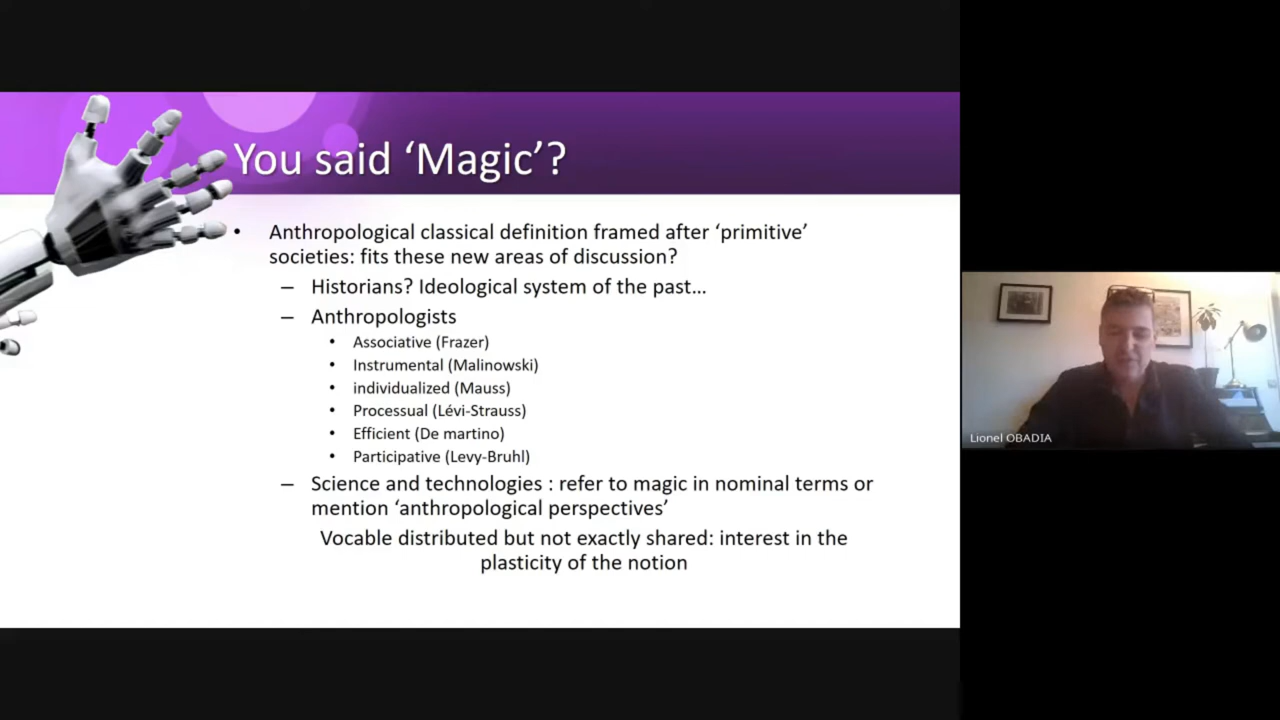 You said ‘Magic’?
• Anthropological classical definition framed after ‘primitive’
societies: fits these new areas of discussion?
– Historians? Ideological system of the past…
– Anthropologists
• Associative (Frazer)
• Instrumental (Malinowski)
• individualized (Mauss)
• Processual (Lévi-Strauss)
• Efficient (De martino)
• Participative (Levy-Bruhl)
– Science and technologies : refer to magic in nominal terms or
mention ‘anthropological perspectives’
Vocable distributed but not exactly shared: interest in the
plasticity of the notion
Lionel OBADIA